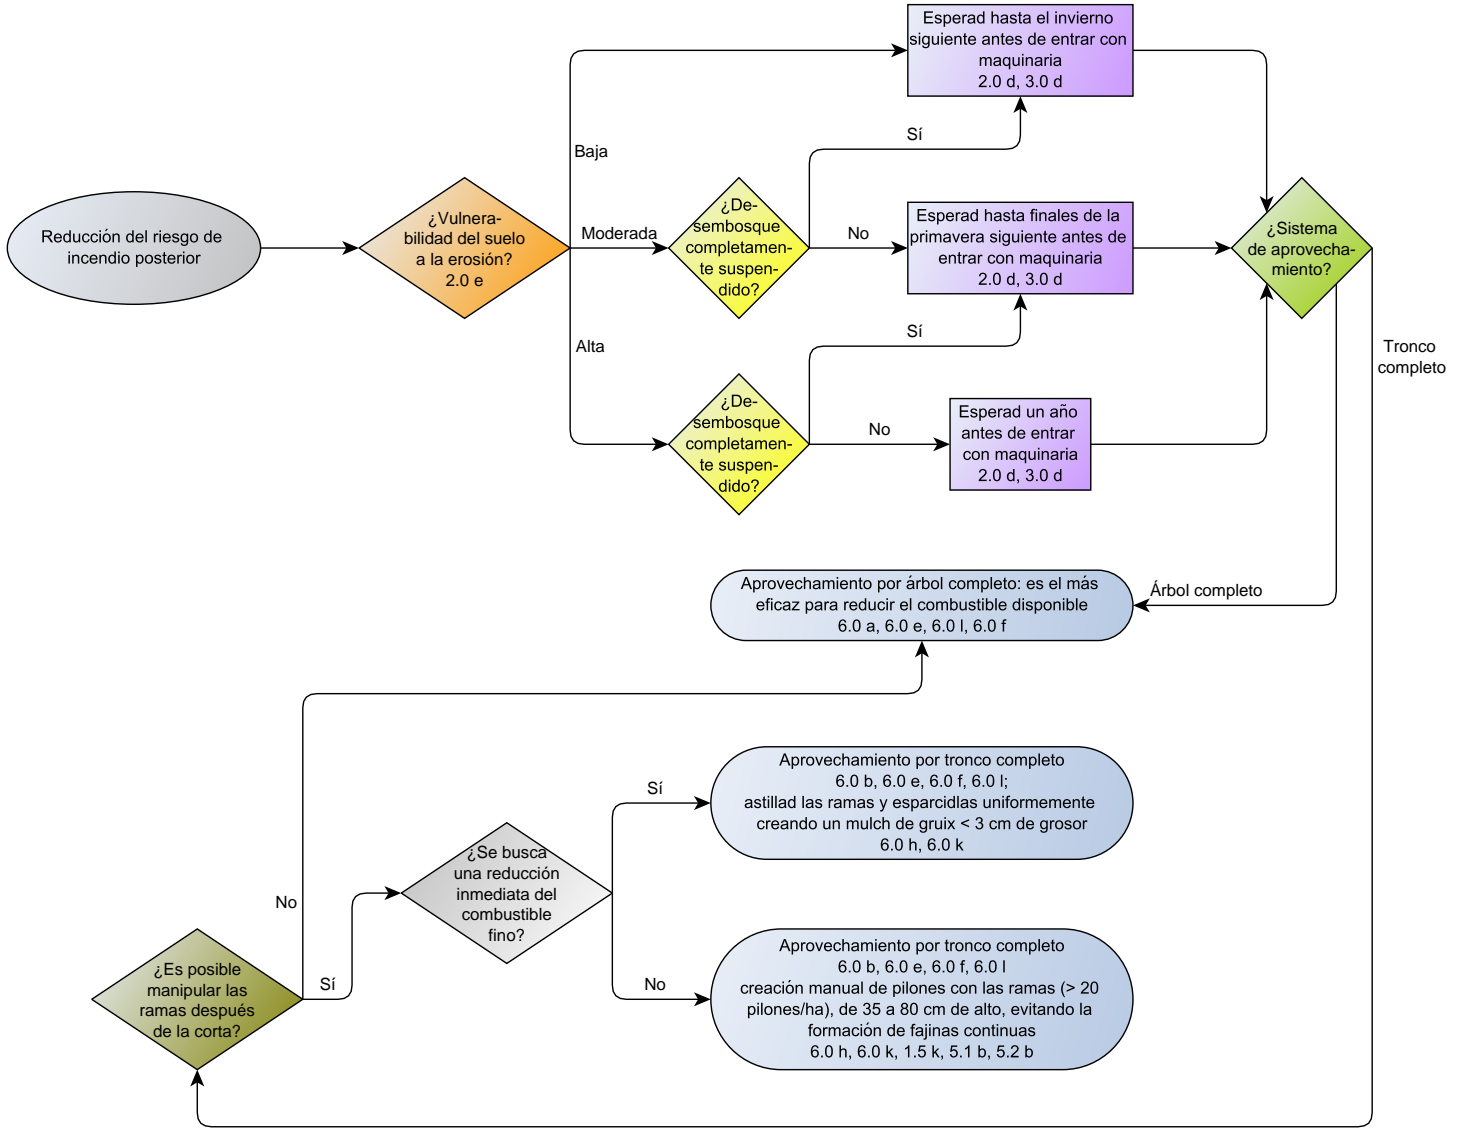 Esperad hasta el invierno
siguiente antes de entrar con
maquinaria
2.0 d, 3.0 d
Sí
Baja
Reducción del riesgo de
incendio posterior
¿Vulnera-
bilidad del suelo
a la erosión?
2.0 e
Moderada
¿De-
sembosque
completamen-
te suspen-
dido?
No
Esperad hasta finales de la
primavera siguiente antes de
entrar con maquinaria
2.0 d, 3.0 d
¿Sistema
de aprovecha-
miento?
Sí
Alta
Tronco
completo
¿De-
sembosque
completamen-
te suspen-
dido?
No
Esperad un año
antes de entrar
con maquinaria
2.0 d, 3.0 d
Aprovechamiento por árbol completo: es el más
eficaz para reducir el combustible disponible
6.0 a, 6.0 e, 6.0 l, 6.0 f
Árbol completo
Aprovechamiento por tronco completo
6.0 b, 6.0 e, 6.0 f, 6.0 l;
astillad las ramas y esparcidlas uniformemente
creando un mulch de gruix < 3 cm de grosor
6.0 h, 6.0 k
Sí
¿Se busca
una reducción
inmediata del
combustible
fino?
No
¿Es posible
manipular las
ramas después
de la corta?
Sí
No
Aprovechamiento por tronco completo
6.0 b, 6.0 e, 6.0 f, 6.0 l
creación manual de pilones con las ramas (> 20
pilones/ha), de 35 a 80 cm de alto, evitando la
formación de fajinas continuas
6.0 h, 6.0 k, 1.5 k, 5.1 b, 5.2 b